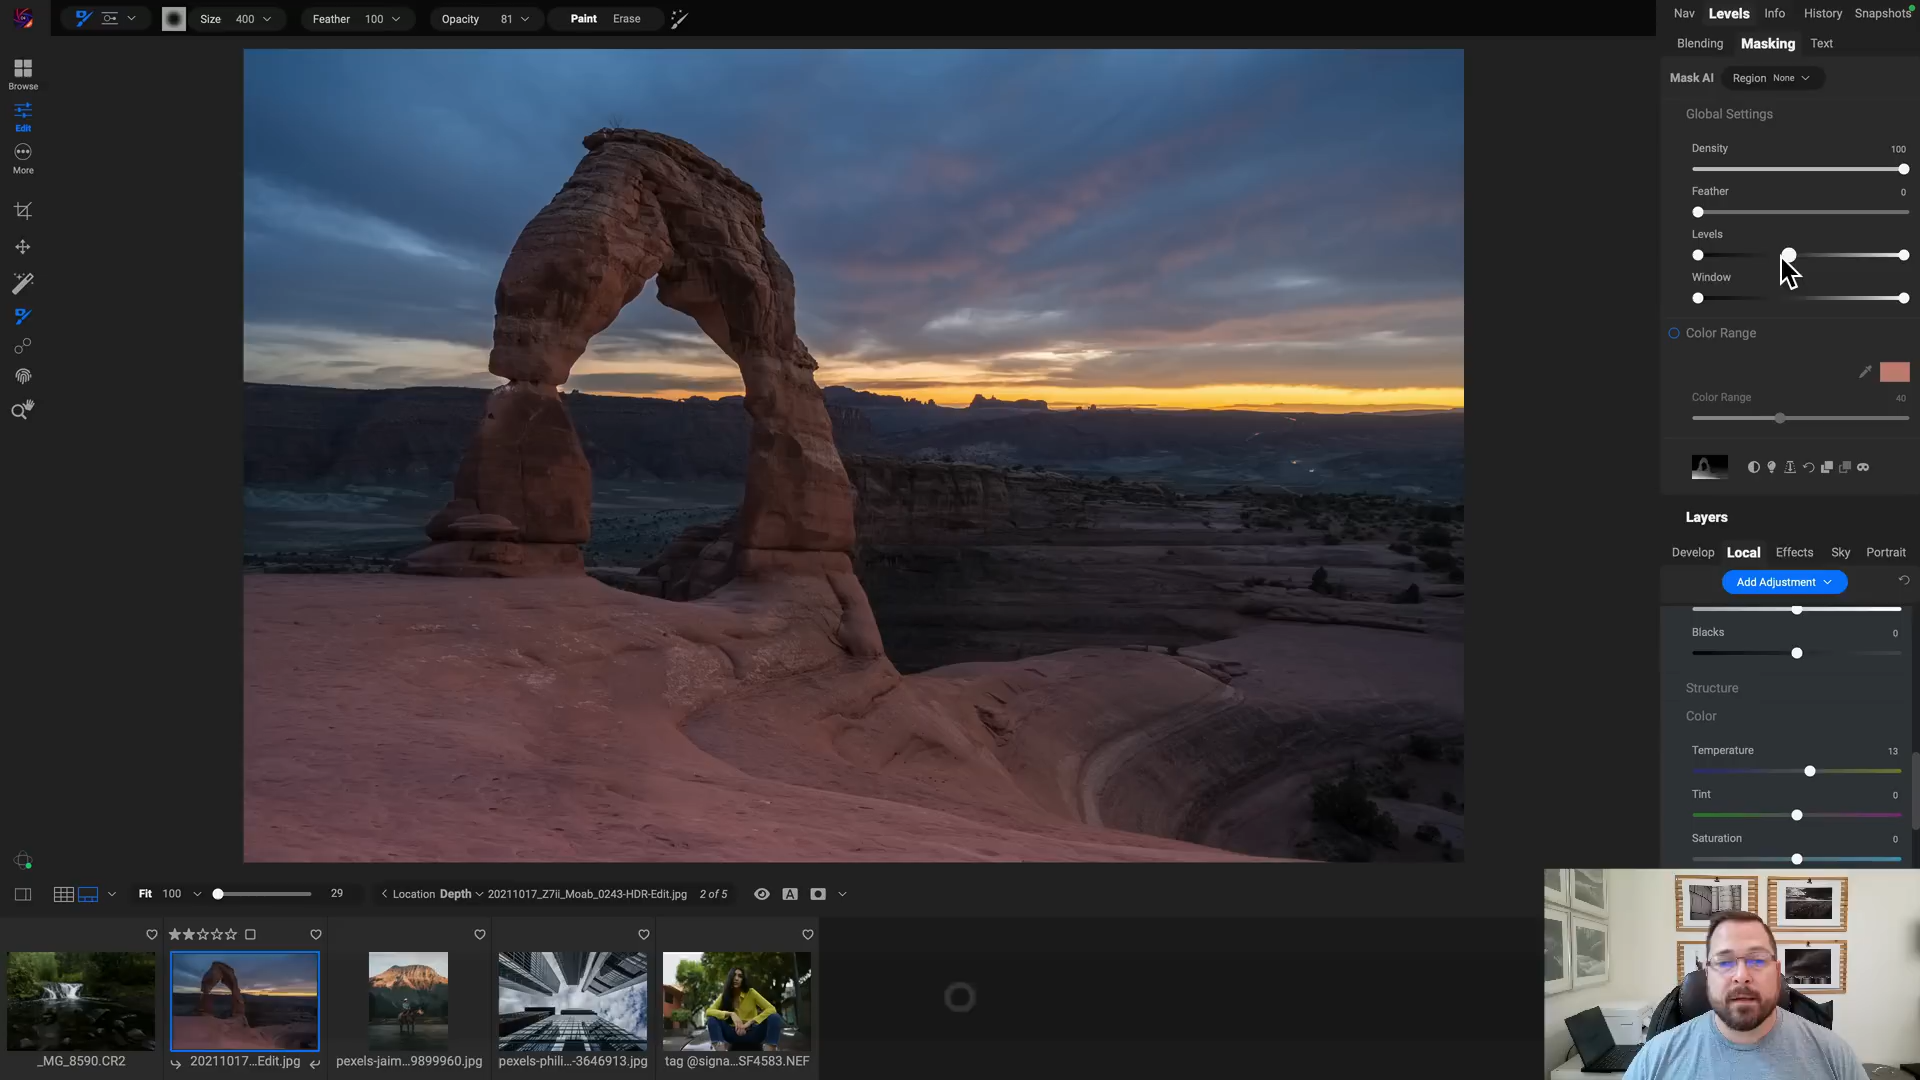 Size 400 Feather 100 Opacity 81 Paint Erase
Nav Levels Info History Snapshots
Blending Masking Text
Mask AI Region None
Browse
Edit
More
Global Settings
Density 100
Feather 0
Levels
Window
Color Range
Color Range 40
Layers
Develop Local Effects Sky Portrait
Add Adjustment
Blacks 0
Structure
Color
Temperature 13
Tint 0
Saturation 0
Fit 100 29 Location Depth 20211017_Z7ii_Moab_0243-HDR-Edit.jpg 2 of 5 A
_MG_8590.CR2 20211017...Edit.jpg pexels-jaim...9899960.jpg pexels-phili...-3646913.jpg tag @signa...SF4583.NEF